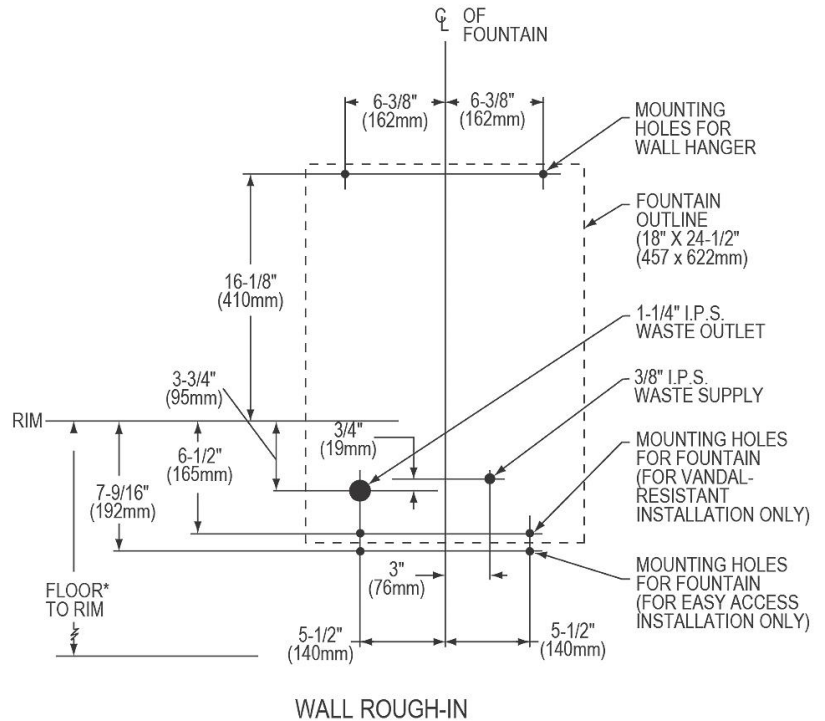 ℄ OF
FOUNTAIN
6-3/8"
(162mm)
6-3/8"
(162mm)
MOUNTING
HOLES FOR
WALL HANGER
FOUNTAIN
OUTLINE
(18" X 24-1/2"
(457 x 622mm)
16-1/8"
(410mm)
1-1/4" I.P.S.
WASTE OUTLET
3-3/4"
(95mm)
3/8" I.P.S.
WASTE SUPPLY
RIM
3/4"
(19mm)
6-1/2"
(165mm)
7-9/16"
(192mm)
MOUNTING HOLES
FOR FOUNTAIN
(FOR VANDAL-
RESISTANT
INSTALLATION ONLY)
MOUNTING HOLES
FOR FOUNTAIN
(FOR EASY ACCESS
INSTALLATION ONLY)
3"
(76mm)
FLOOR*
TO RIM
5-1/2"
(140mm)
5-1/2"
(140mm)
WALL ROUGH-IN